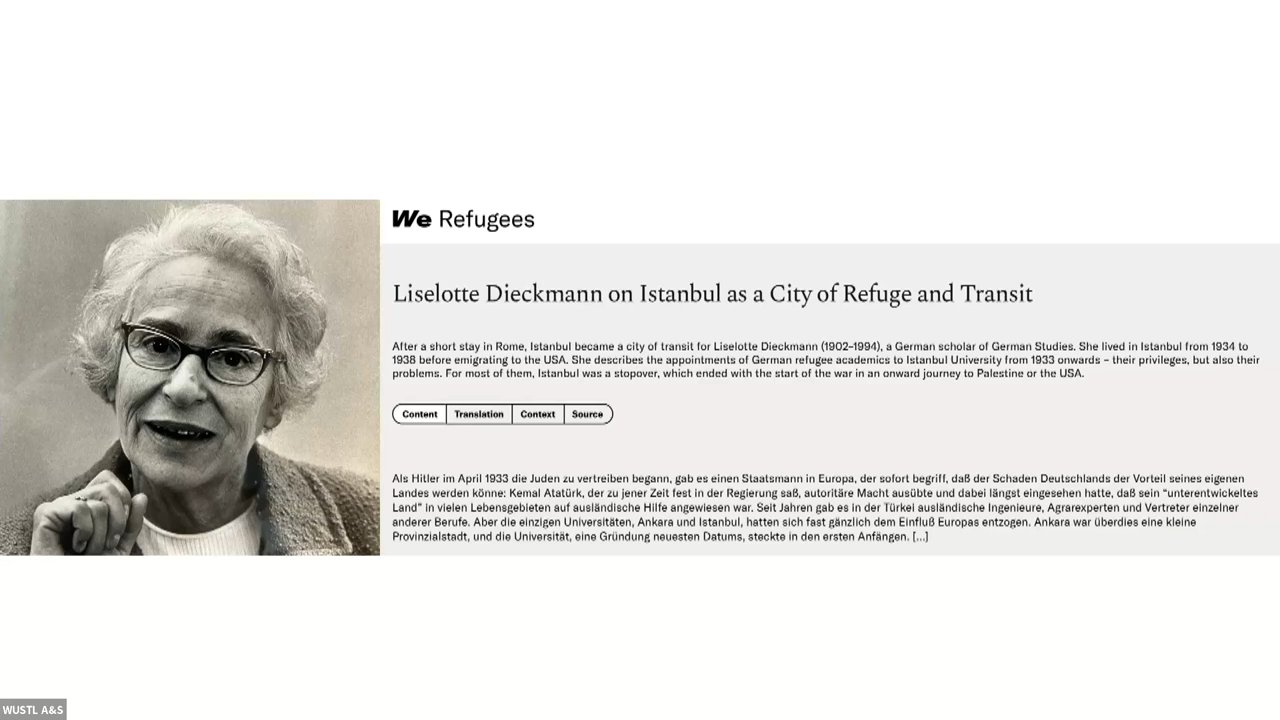 We Refugees
Liselotte Dieckmann on Istanbul as a City of Refuge and Transit
After a short stay in Rome, Istanbul became a city of transit for Liselotte Dieckmann (1902–1994), a German scholar of German Studies. She lived in Istanbul from 1934 to
1938 before emigrating to the USA. She describes the appointments of German refugee academics to Istanbul University from 1933 onwards – their privileges, but also their
problems. For most of them, Istanbul was a stopover, which ended with the start of the war in an onward journey to Palestine or the USA.
Content Translation Context Source
Als Hitler im April 1933 die Juden zu vertreiben begann, gab es einen Staatsmann in Europa, der sofort begriff, daß der Schaden Deutschlands der Vorteil seines eigenen
Landes werden könne: Kemal Atatürk, der zu jener Zeit fest in der Regierung saß, autoritäre Macht ausübte und dabei längst eingesehen hatte, daß sein "unterentwickeltes
Land" in vielen Lebensgebieten auf ausländische Hilfe angewiesen war. Seit Jahren gab es in der Türkei ausländische Ingenieure, Agrarexperten und Vertreter einzelner
anderer Berufe. Aber die einzigen Universitäten, Ankara und Istanbul, hatten sich fast gänzlich dem Einfluß Europas entzogen. Ankara war überdies eine kleine
Provinzialstadt, und die Universität, eine Gründung neuesten Datums, steckte in den ersten Anfängen. [...]
WUSTL A&S